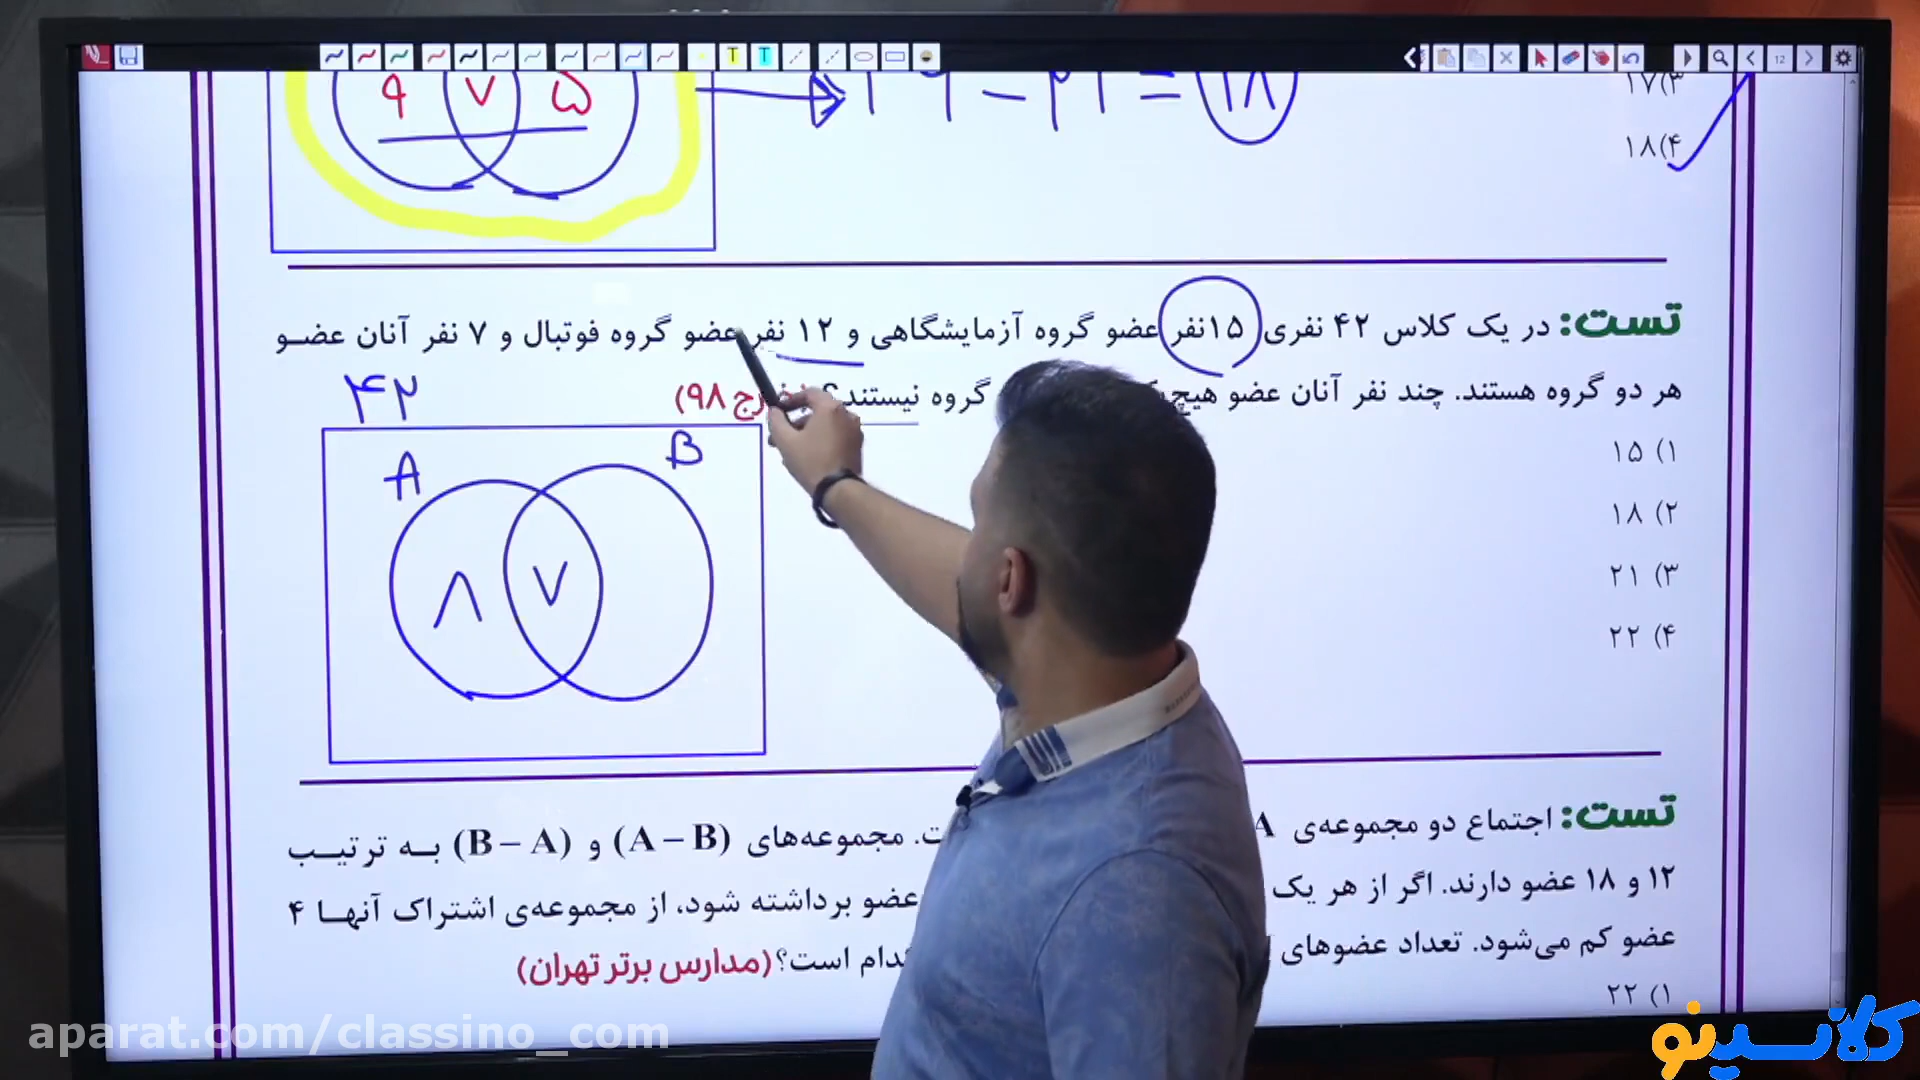 ۹ ۷ ۵
۳۹ - ۲۱ = ۱۸
۳) ۱۷
۴) ۱۸
تست: در یک کلاس ۴۲ نفری ۱۵ نفر عضو گروه آزمایشگاهی و ۱۲ نفر عضو گروه فوتبال و ۷ نفر آنان عضو
هر دو گروه هستند. چند نفر آنان عضو هیچ گروه نیستند؟ (خارج ۹۸)
۴۲
A B
۸ ۷
۱) ۱۵
۲) ۱۸
۳) ۲۱
۴) ۲۲
تست: اجتماع دو مجموعه‌ی A مجموعه‌های (A – B) و (B – A) به ترتیب
۱۲ و ۱۸ عضو دارند. اگر از هر یک عضو برداشته شود، از مجموعه‌ی اشتراک آنها ۴
عضو کم می‌شود. تعداد عضوهای کدام است؟ (مدارس برتر تهران)
۱) ۲۲
aparat.com/classino_com
کلاسینو